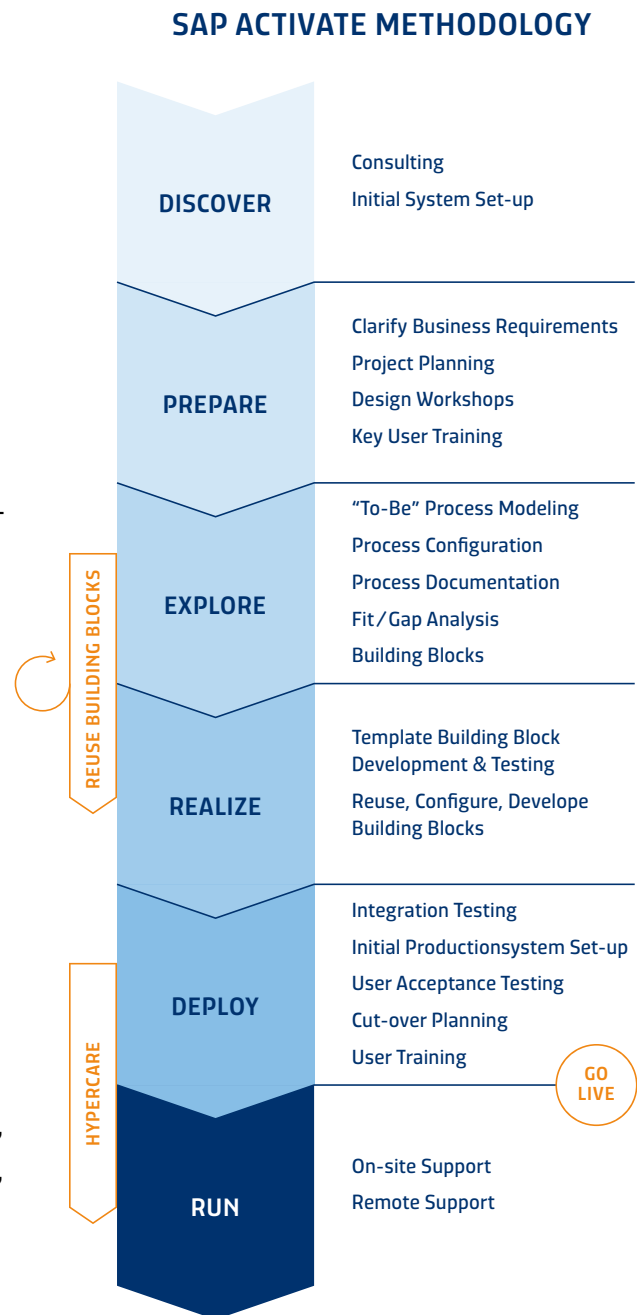 SAP ACTIVATE METHODOLOGY
DISCOVER
Consulting
Initial System Set-up
PREPARE
Clarify Business Requirements
Project Planning
Design Workshops
Key User Training
EXPLORE
“To-Be” Process Modeling
Process Configuration
Process Documentation
Fit/Gap Analysis
Building Blocks
REUSE BUILDING BLOCKS
REALIZE
Template Building Block
Development & Testing
Reuse, Configure, Develope
Building Blocks
DEPLOY
Integration Testing
Initial Productionsystem Set-up
User Acceptance Testing
Cut-over Planning
User Training
GO
LIVE
HYPERCARE
RUN
On-site Support
Remote Support